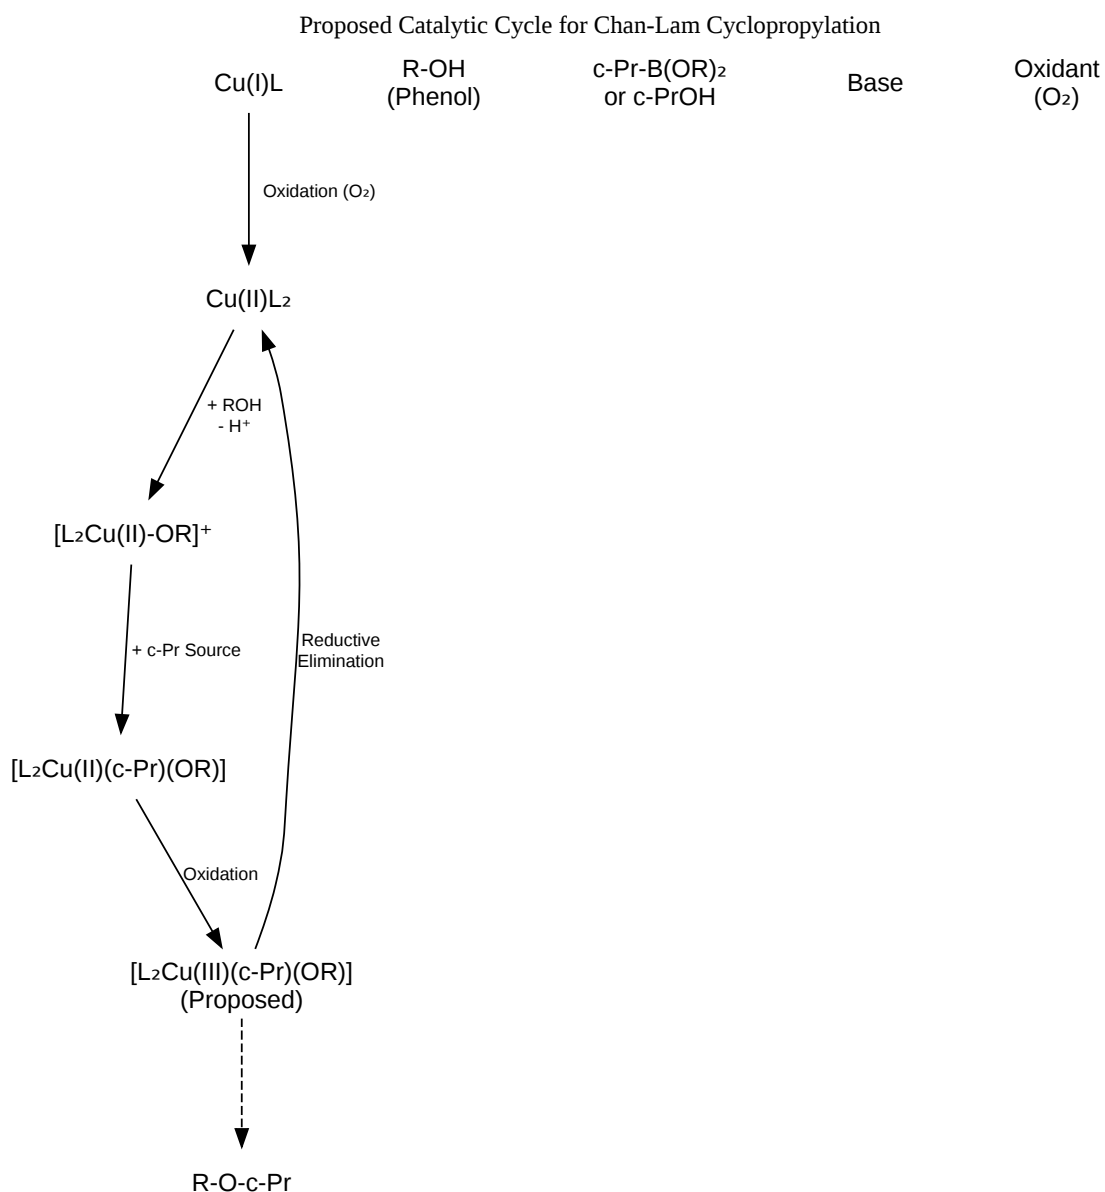 Proposed Catalytic Cycle for Chan-Lam Cyclopropylation
Cu(I)L
R-OH
(Phenol)
c-Pr-B(OR)₂
or c-PrOH
Base
Oxidant
(O₂)
Oxidation (O₂)
Cu(II)L₂
+ ROH
- H⁺
[L₂Cu(II)-OR]⁺
+ c-Pr Source
Reductive
Elimination
[L₂Cu(II)(c-Pr)(OR)]
Oxidation
[L₂Cu(III)(c-Pr)(OR)]
(Proposed)
R-O-c-Pr